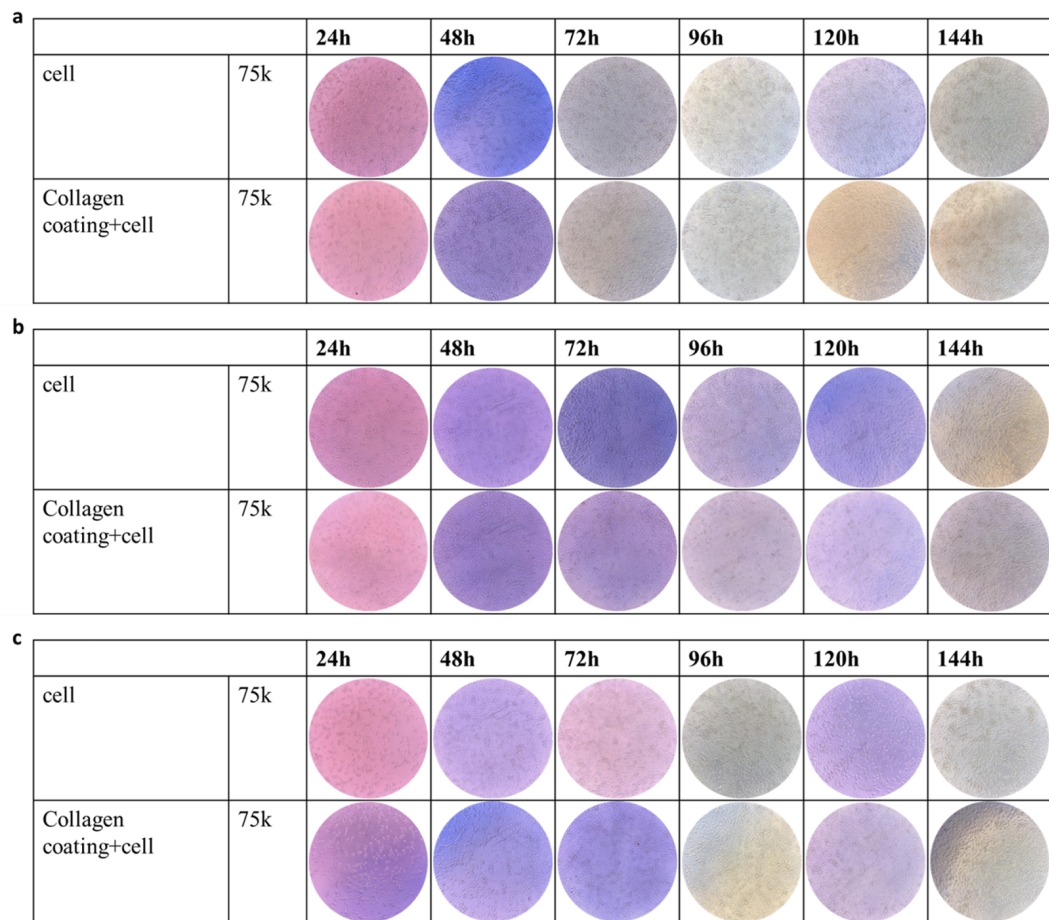 a
24h 48h 72h 96h 120h 144h
cell 75k
Collagen 75k
coating+cell
b
24h 48h 72h 96h 120h 144h
cell 75k
Collagen 75k
coating+cell
c
24h 48h 72h 96h 120h 144h
cell 75k
Collagen 75k
coating+cell